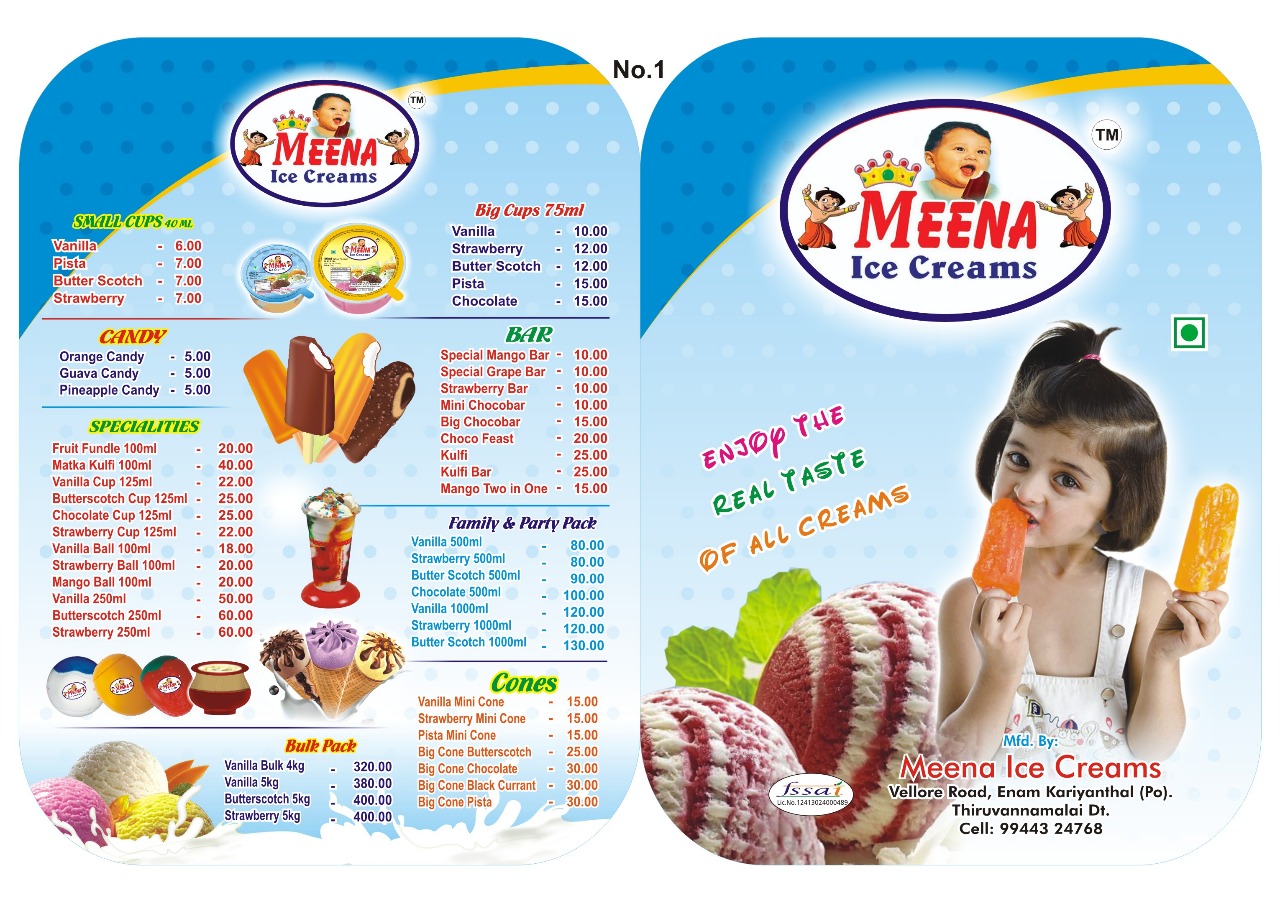 No.1
TM
MEENA
Ice Creams
SMALL CUPS 40 ML
Vanilla - 6.00
Pista - 7.00
Butter Scotch - 7.00
Strawberry - 7.00
Big Cups 75ml
Vanilla - 10.00
Strawberry - 12.00
Butter Scotch - 12.00
Pista - 15.00
Chocolate - 15.00
CANDY
Orange Candy - 5.00
Guava Candy - 5.00
Pineapple Candy - 5.00
BAR
Special Mango Bar - 10.00
Special Grape Bar - 10.00
Strawberry Bar - 10.00
Mini Chocobar - 10.00
Big Chocobar - 15.00
Choco Feast - 20.00
Kulfi - 25.00
Kulfi Bar - 25.00
Mango Two in One - 15.00
SPECIALITIES
Fruit Fundle 100ml - 20.00
Matka Kulfi 100ml - 40.00
Vanilla Cup 125ml - 22.00
Butterscotch Cup 125ml - 25.00
Chocolate Cup 125ml - 25.00
Strawberry Cup 125ml - 22.00
Vanilla Ball 100ml - 18.00
Strawberry Ball 100ml - 20.00
Mango Ball 100ml - 20.00
Vanilla 250ml - 50.00
Butterscotch 250ml - 60.00
Strawberry 250ml - 60.00
Family & Party Pack
Vanilla 500ml - 80.00
Strawberry 500ml - 80.00
Butter Scotch 500ml - 90.00
Chocolate 500ml - 100.00
Vanilla 1000ml - 120.00
Strawberry 1000ml - 120.00
Butter Scotch 1000ml - 130.00
Cones
Vanilla Mini Cone - 15.00
Strawberry Mini Cone - 15.00
Pista Mini Cone - 15.00
Big Cone Butterscotch - 25.00
Big Cone Chocolate - 30.00
Big Cone Black Currant - 30.00
Big Cone Pista - 30.00
Bulk Pack
Vanilla Bulk 4kg - 320.00
Vanilla 5kg - 380.00
Butterscotch 5kg - 400.00
Strawberry 5kg - 400.00
TM
MEENA
Ice Creams
ENJOY THE
REAL TASTE
OF ALL CREAMS
Mfd. By:
Meena Ice Creams
Vellore Road, Enam Kariyanthal (Po).
Thiruvannamalai Dt.
Cell: 99443 24768
fssai
Lic.No.12413024000489